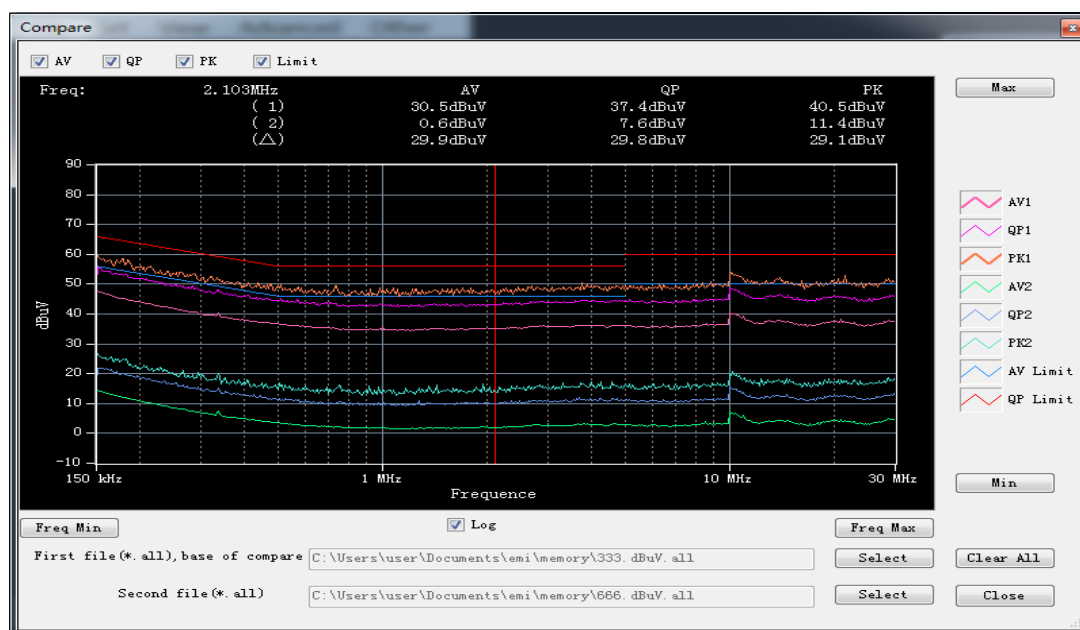 Compare
AV QP PK Limit
Freq: 2.103MHz AV QP PK
( 1) 30.5dBuV 37.4dBuV 40.5dBuV
( 2) 0.6dBuV 7.6dBuV 11.4dBuV
(△) 29.9dBuV 29.8dBuV 29.1dBuV
Max
90
80
70
60
50
40
30
20
10
0
-10
dBuV
150 kHz 1 MHz 10 MHz 30 MHz
Frequence
AV1
QP1
PK1
AV2
QP2
PK2
AV Limit
QP Limit
Min
Freq Min Log Freq Max
First file(*.all),base of compare C:\Users\user\Documents\emi\memory\333.dBuV.all Select Clear All
Second file(*.all) C:\Users\user\Documents\emi\memory\666.dBuV.all Select Close